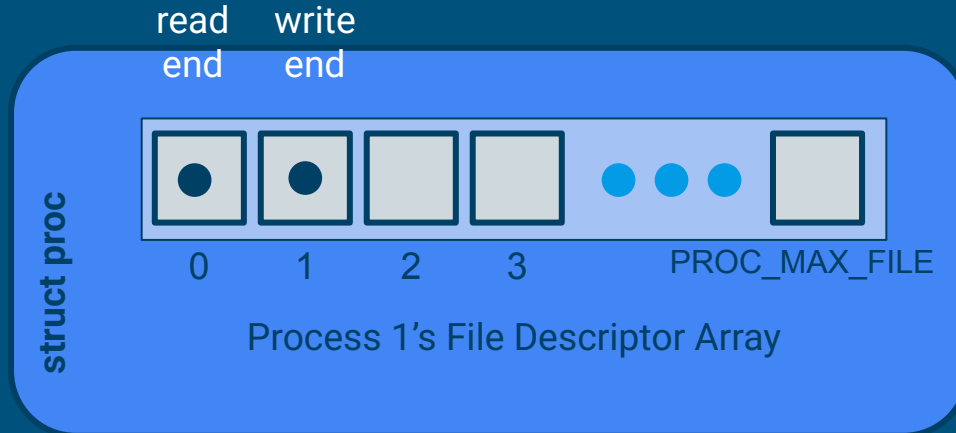 read write
end end
struct proc
0 1 2 3 PROC_MAX_FILE
Process 1’s File Descriptor Array